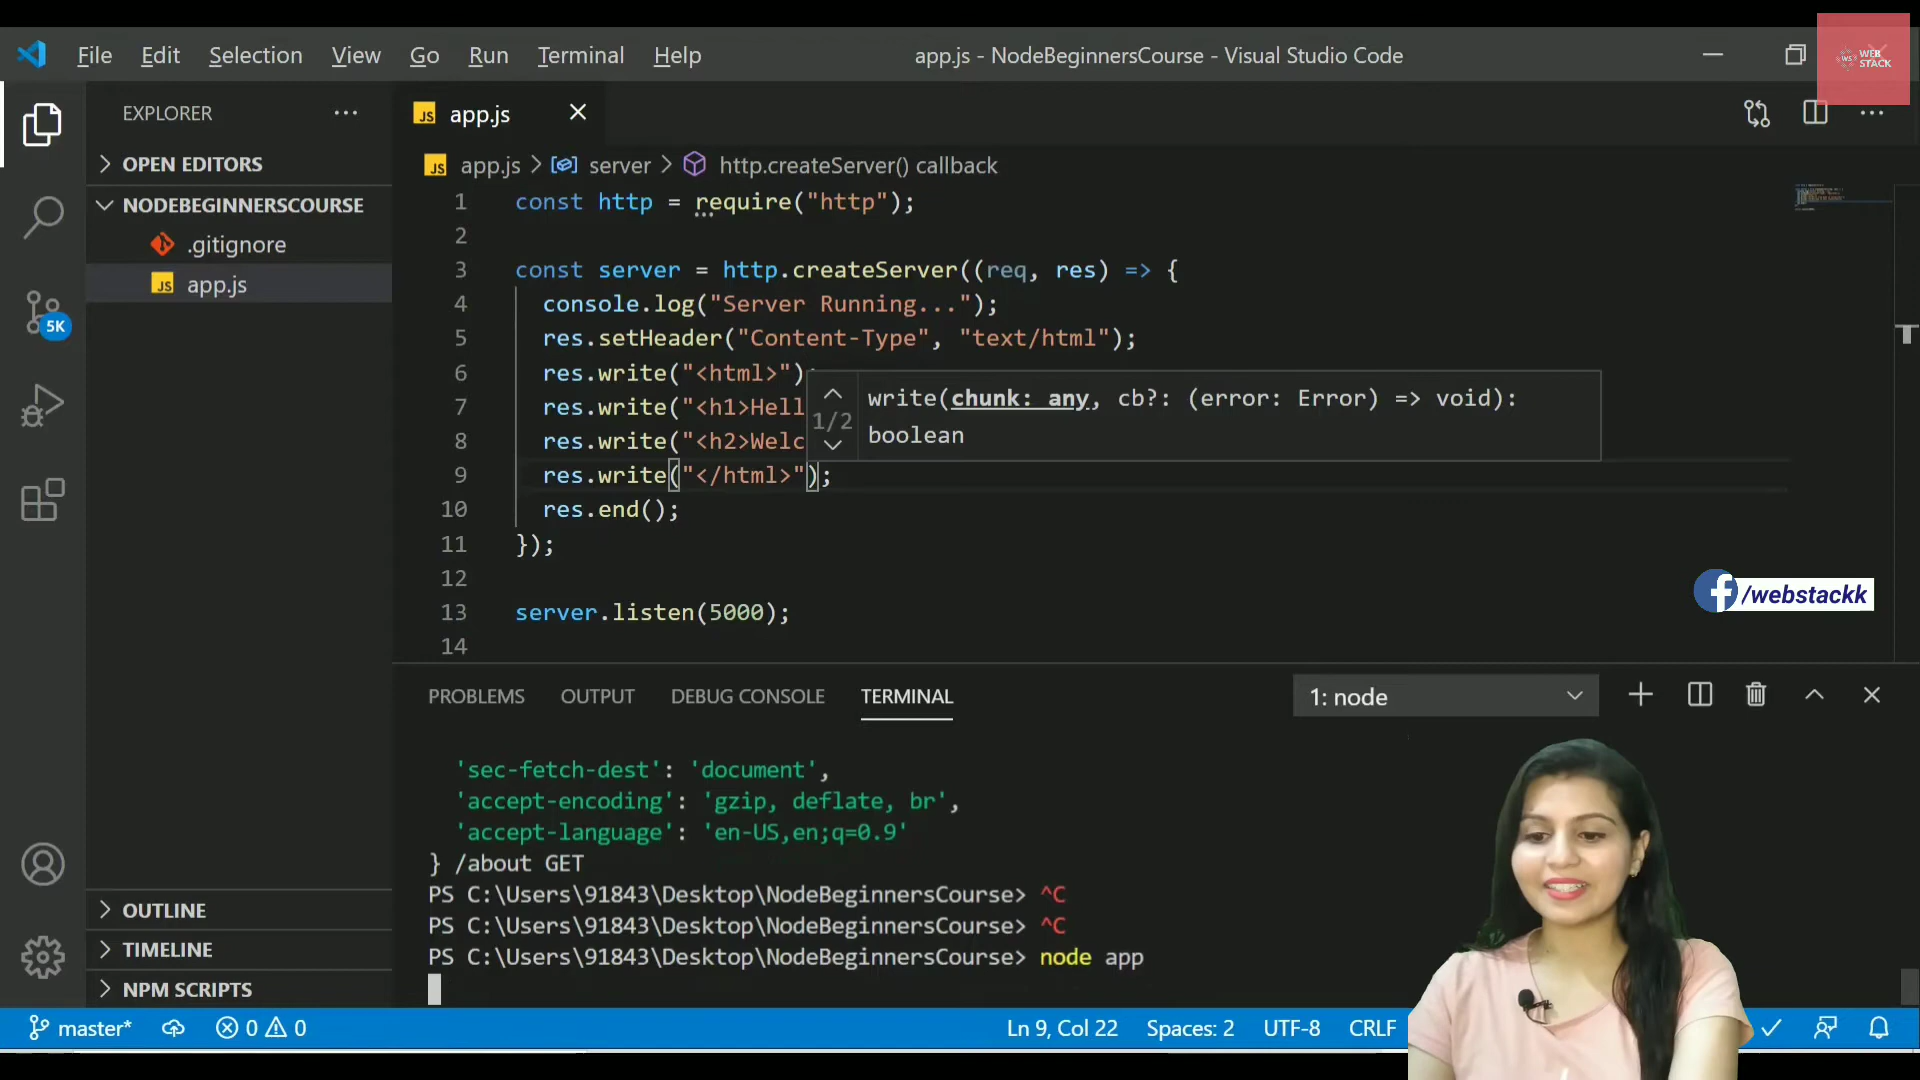 File Edit Selection View Go Run Terminal Help
app.js - NodeBeginnersCourse - Visual Studio Code
WS WEB STACK
EXPLORER
OPEN EDITORS
NODEBEGINNERSCOURSE
.gitignore
JS app.js
5K
OUTLINE
TIMELINE
NPM SCRIPTS
JS app.js
JS app.js > server > http.createServer() callback
1 const http = require("http");
2
3 const server = http.createServer((req, res) => {
4 console.log("Server Running...");
5 res.setHeader("Content-Type", "text/html");
6 res.write("<html>");
7 res.write("<h1>Hell
8 res.write("<h2>Welc
9 res.write("</html>");
10 res.end();
11 });
12
13 server.listen(5000);
14
1/2
write(chunk: any, cb?: (error: Error) => void):
boolean
f /webstackk
PROBLEMS OUTPUT DEBUG CONSOLE TERMINAL
1: node
'sec-fetch-dest': 'document',
'accept-encoding': 'gzip, deflate, br',
'accept-language': 'en-US,en;q=0.9'
} /about GET
PS C:\Users\91843\Desktop\NodeBeginnersCourse> ^C
PS C:\Users\91843\Desktop\NodeBeginnersCourse> ^C
PS C:\Users\91843\Desktop\NodeBeginnersCourse> node app
master* 0 0 Ln 9, Col 22 Spaces: 2 UTF-8 CRLF